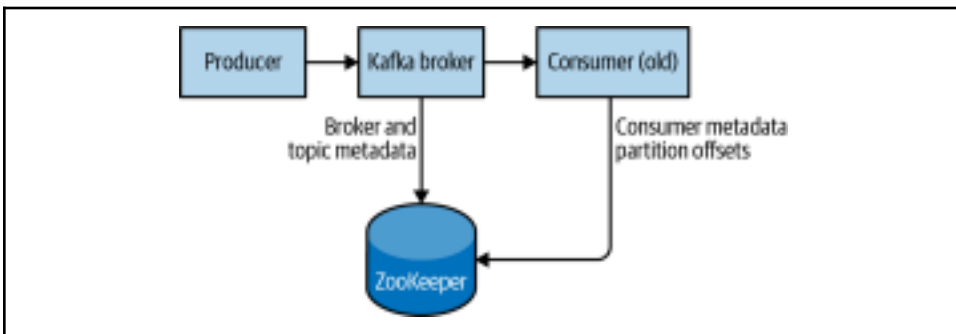 Producer
Kafka broker
Consumer (old)
Broker and
topic metadata
Consumer metadata
partition offsets
ZooKeeper